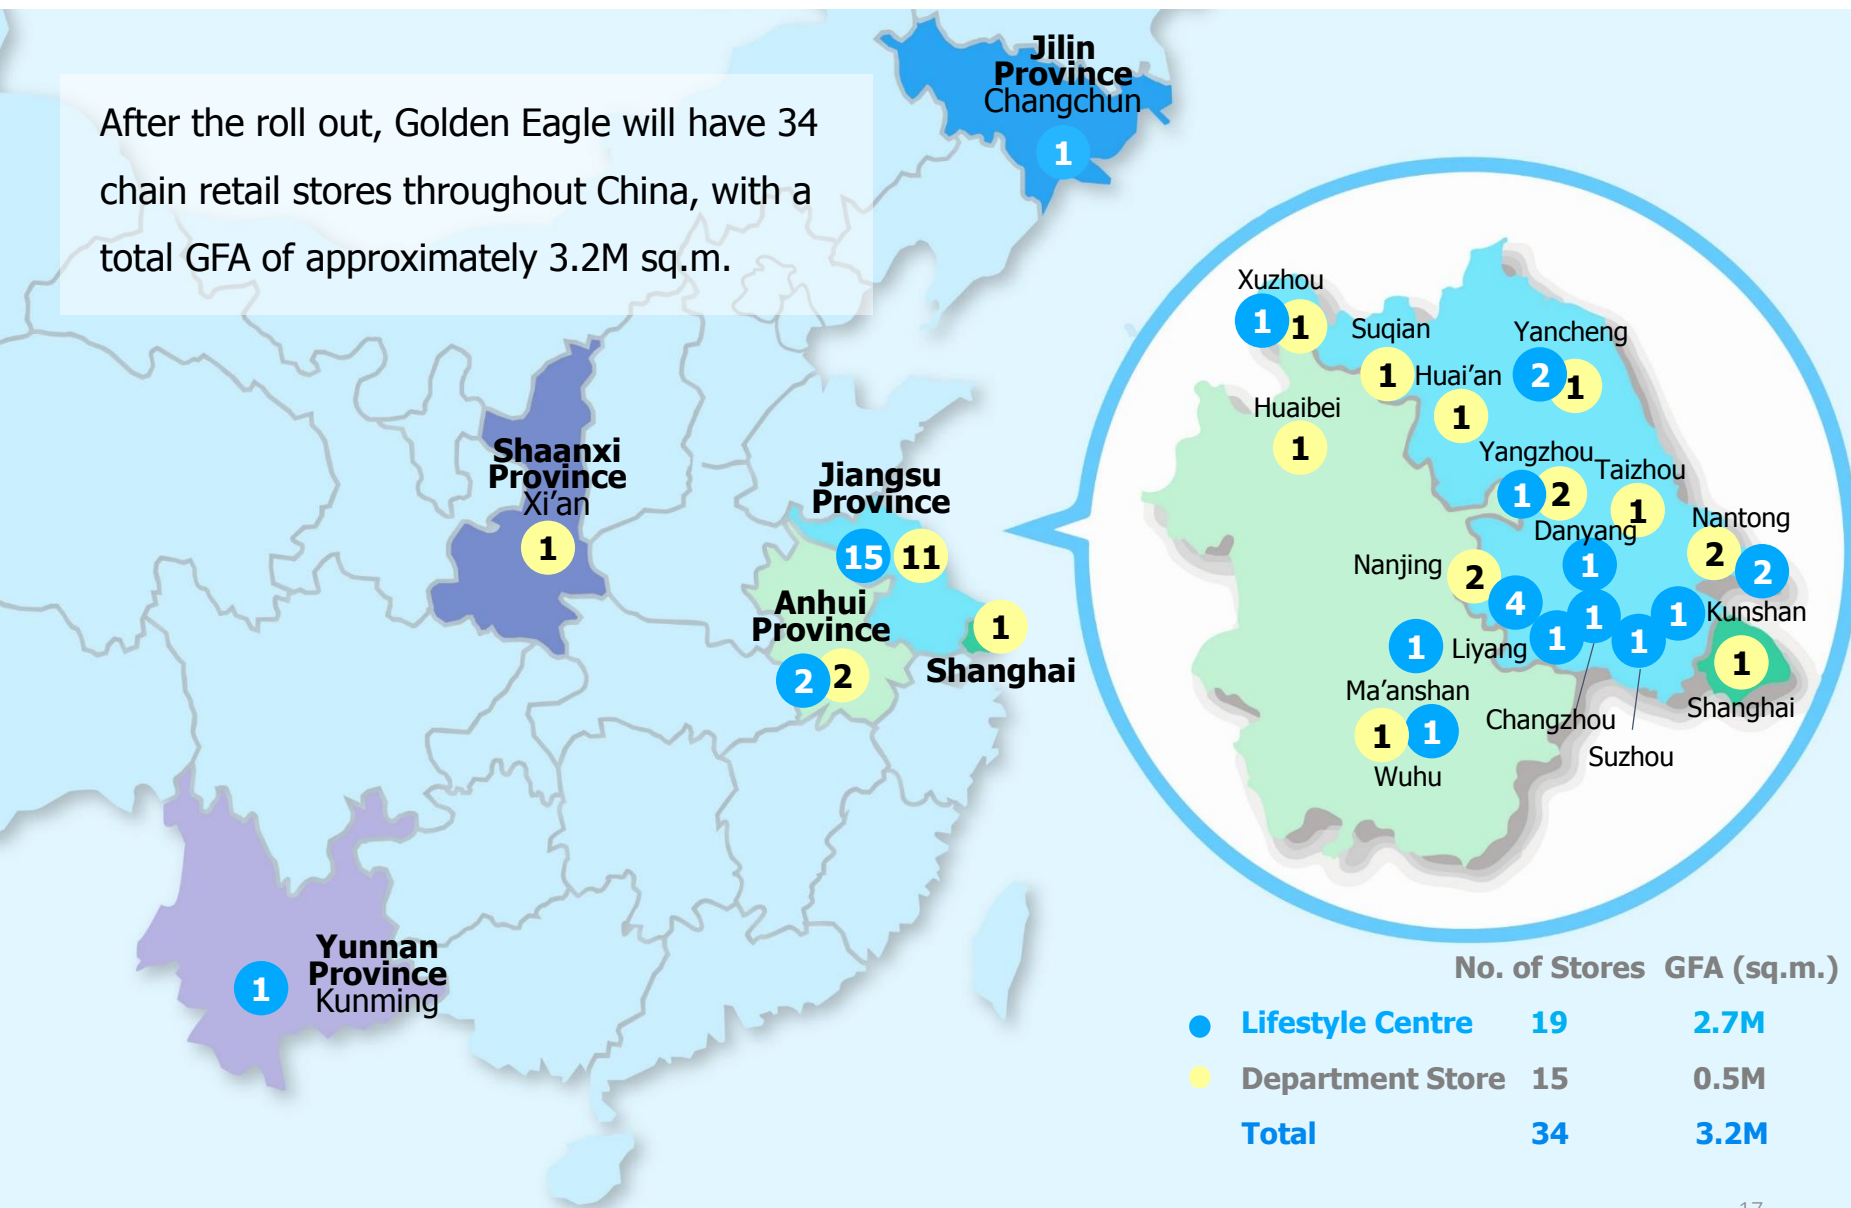 After the roll out, Golden Eagle will have 34
chain retail stores throughout China, with a
total GFA of approximately 3.2M sq.m.
Jilin
Province
Changchun
1
Shaanxi
Province
Xi’an
1
Jiangsu
Province
15 11
Anhui
Province
2 2
1
Shanghai
Yunnan
Province
Kunming
1
Xuzhou
1 1
Suqian
1
Huai’an
1
Yancheng
2 1
Huaibei
1
Yangzhou
1 2
Taizhou
1
Danyang
1
Nantong
2 2
Nanjing
2 4
1
Ma’anshan
Liyang
1
1
Changzhou
1
Suzhou
1
Kunshan
1
Shanghai
1 1
Wuhu
No. of Stores GFA (sq.m.)
Lifestyle Centre 19 2.7M
Department Store 15 0.5M
Total 34 3.2M
17